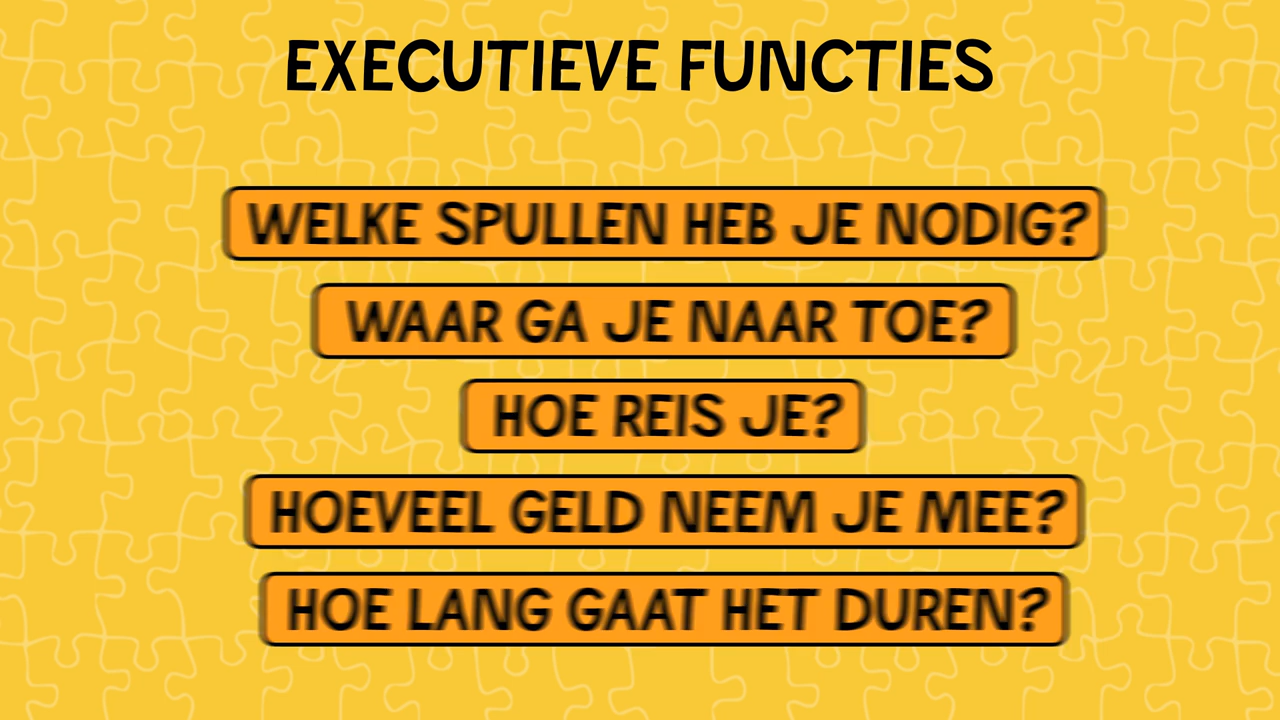 EXECUTIEVE FUNCTIES
WELKE SPULLEN HEB JE NODIG?
WAAR GA JE NAAR TOE?
HOE REIS JE?
HOEVEEL GELD NEEM JE MEE?
HOE LANG GAAT HET DUREN?